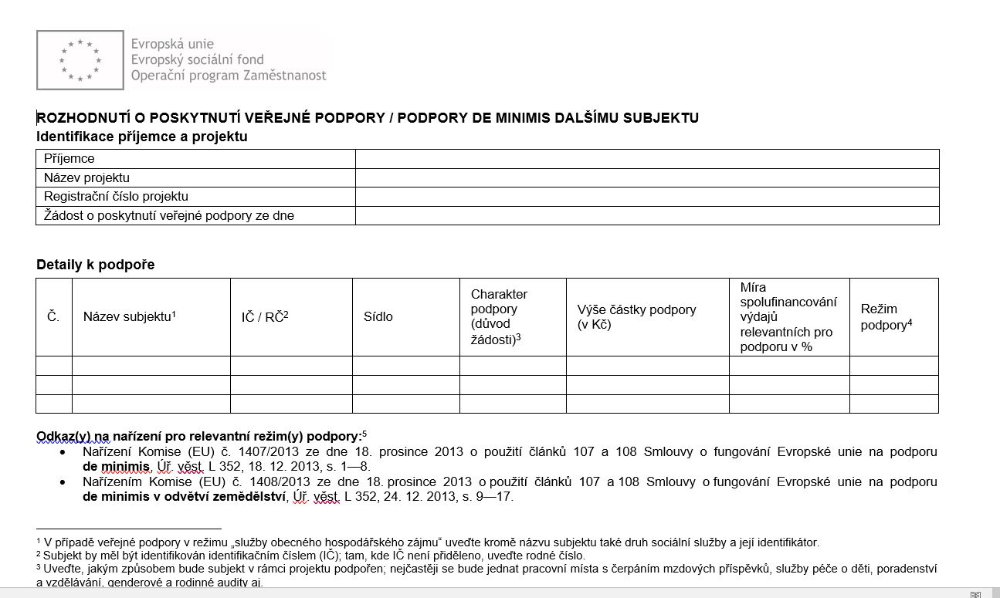 Evropská unie
Evropský sociální fond
Operační program Zaměstnanost
ROZHODNUTÍ O POSKYTNUTÍ VEŘEJNÉ PODPORY / PODPORY DE MINIMIS DALŠÍMU SUBJEKTU
Identifikace příjemce a projektu
Příjemce
Název projektu
Registrační číslo projektu
Žádost o poskytnutí veřejné podpory ze dne
Detaily k podpoře
Č.
Název subjektu¹
IČ / RČ²
Sídlo
Charakter
podpory
(důvod
žádosti)³
Výše částky podpory
(v Kč)
Míra
spolufinancování
výdajů
relevantních pro
podporu v %
Režim
podpory⁴
Odkaz(y) na nařízení pro relevantní režim(y) podpory:⁵
• Nařízení Komise (EU) č. 1407/2013 ze dne 18. prosince 2013 o použití článků 107 a 108 Smlouvy o fungování Evropské unie na podporu
de minimis, Úř. věst. L 352, 18. 12. 2013, s. 1—8.
• Nařízením Komise (EU) č. 1408/2013 ze dne 18. prosince 2013 o použití článků 107 a 108 Smlouvy o fungování Evropské unie na podporu
de minimis v odvětví zemědělství, Úř. věst. L 352, 24. 12. 2013, s. 9—17.
¹ V případě veřejné podpory v režimu „služby obecného hospodářského zájmu“ uveďte kromě názvu subjektu také druh sociální služby a její identifikátor.
² Subjekt by měl být identifikován identifikačním číslem (IČ); tam, kde IČ není přiděleno, uveďte rodné číslo.
³ Uveďte, jakým způsobem bude subjekt v rámci projektu podpořen; nejčastěji se bude jednat pracovní místa s čerpáním mzdových příspěvků, služby péče o děti, poradenství
a vzdělávání, genderové a rodinné audity aj.